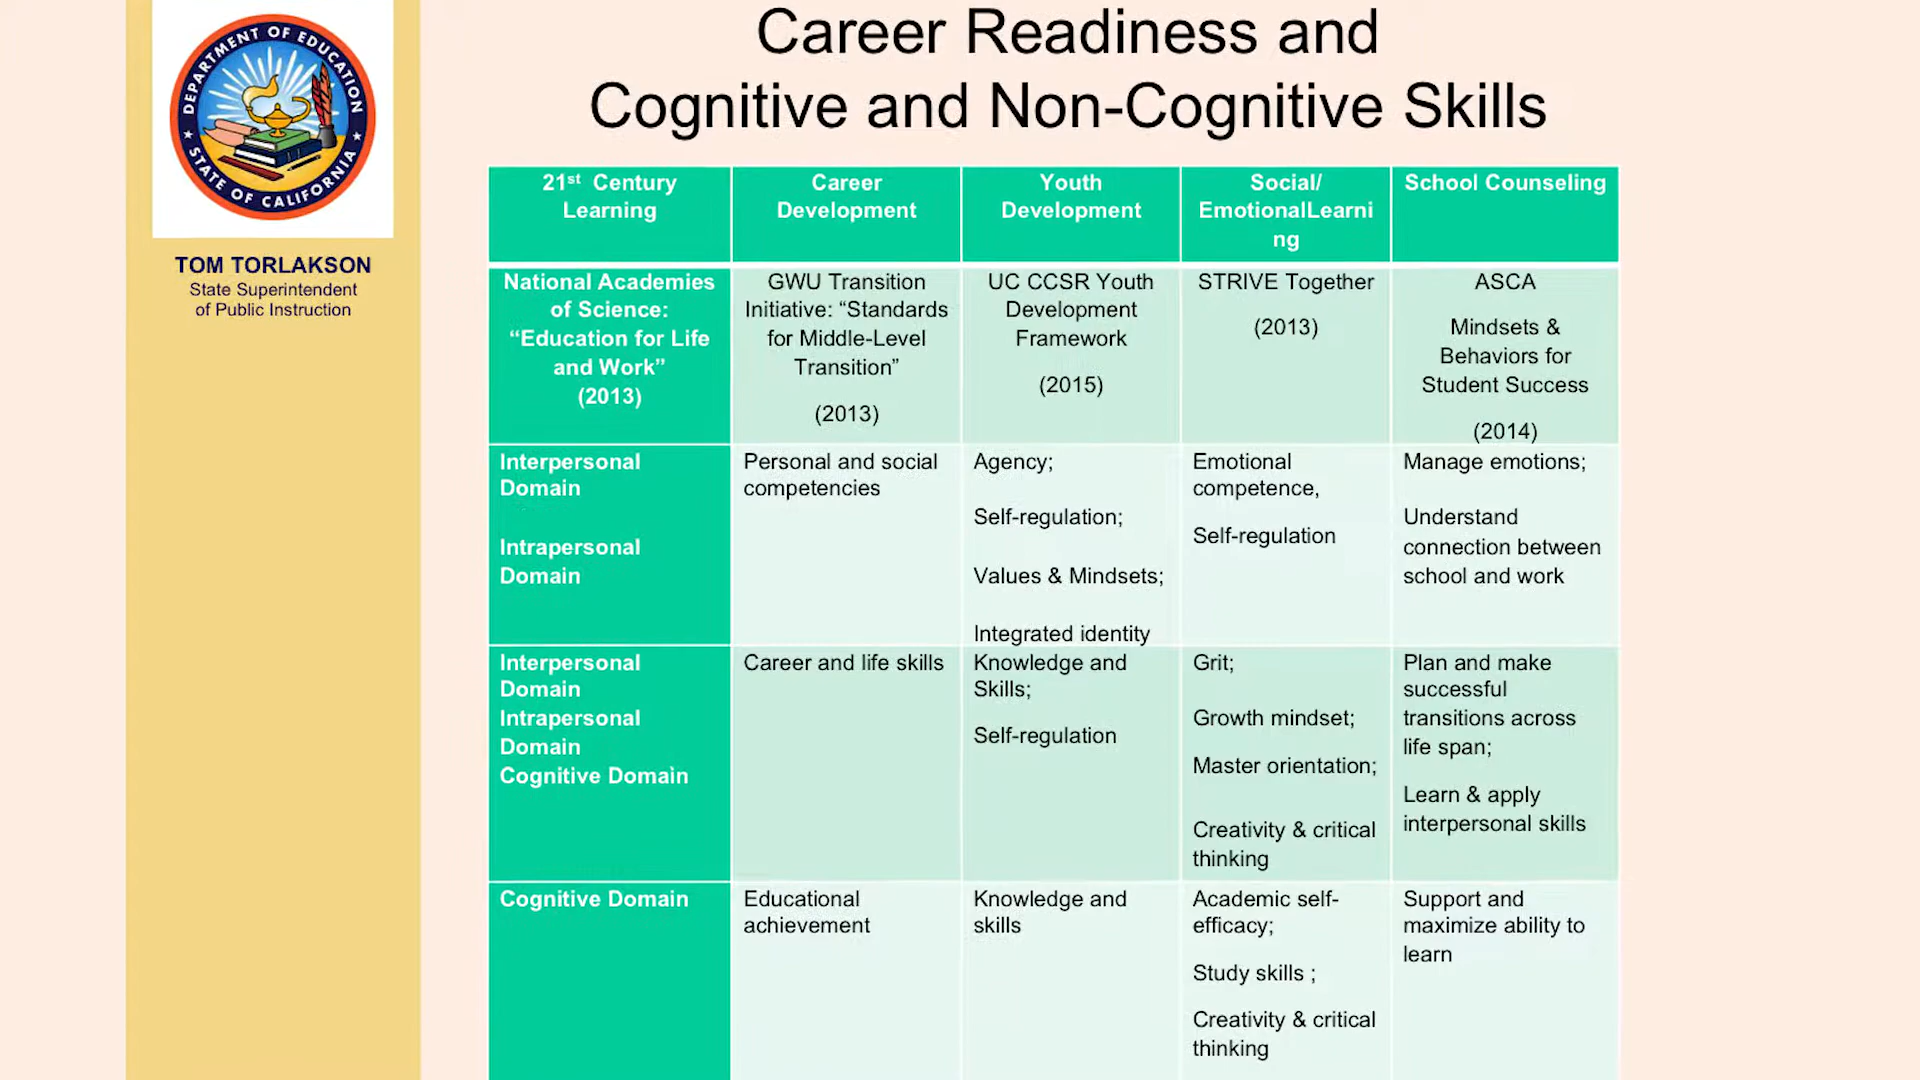 Career Readiness and
Cognitive and Non-Cognitive Skills
DEPARTMENT OF EDUCATION
STATE OF CALIFORNIA
TOM TORLAKSON
State Superintendent
of Public Instruction
21st Century
Learning
Career
Development
Youth
Development
Social/
EmotionalLearni
ng
School Counseling
National Academies
of Science:
“Education for Life
and Work”
(2013)
GWU Transition
Initiative: “Standards
for Middle-Level
Transition”
(2013)
UC CCSR Youth
Development
Framework
(2015)
STRIVE Together
(2013)
ASCA
Mindsets &
Behaviors for
Student Success
(2014)
Interpersonal
Domain
Intrapersonal
Domain
Personal and social
competencies
Agency;
Self-regulation;
Values & Mindsets;
Integrated identity
Emotional
competence,
Self-regulation
Manage emotions;
Understand
connection between
school and work
Interpersonal
Domain
Intrapersonal
Domain
Cognitive Domain
Career and life skills
Knowledge and
Skills;
Self-regulation
Grit;
Growth mindset;
Master orientation;
Creativity & critical
thinking
Plan and make
successful
transitions across
life span;
Learn & apply
interpersonal skills
Cognitive Domain
Educational
achievement
Knowledge and
skills
Academic self-
efficacy;
Study skills ;
Creativity & critical
thinking
Support and
maximize ability to
learn